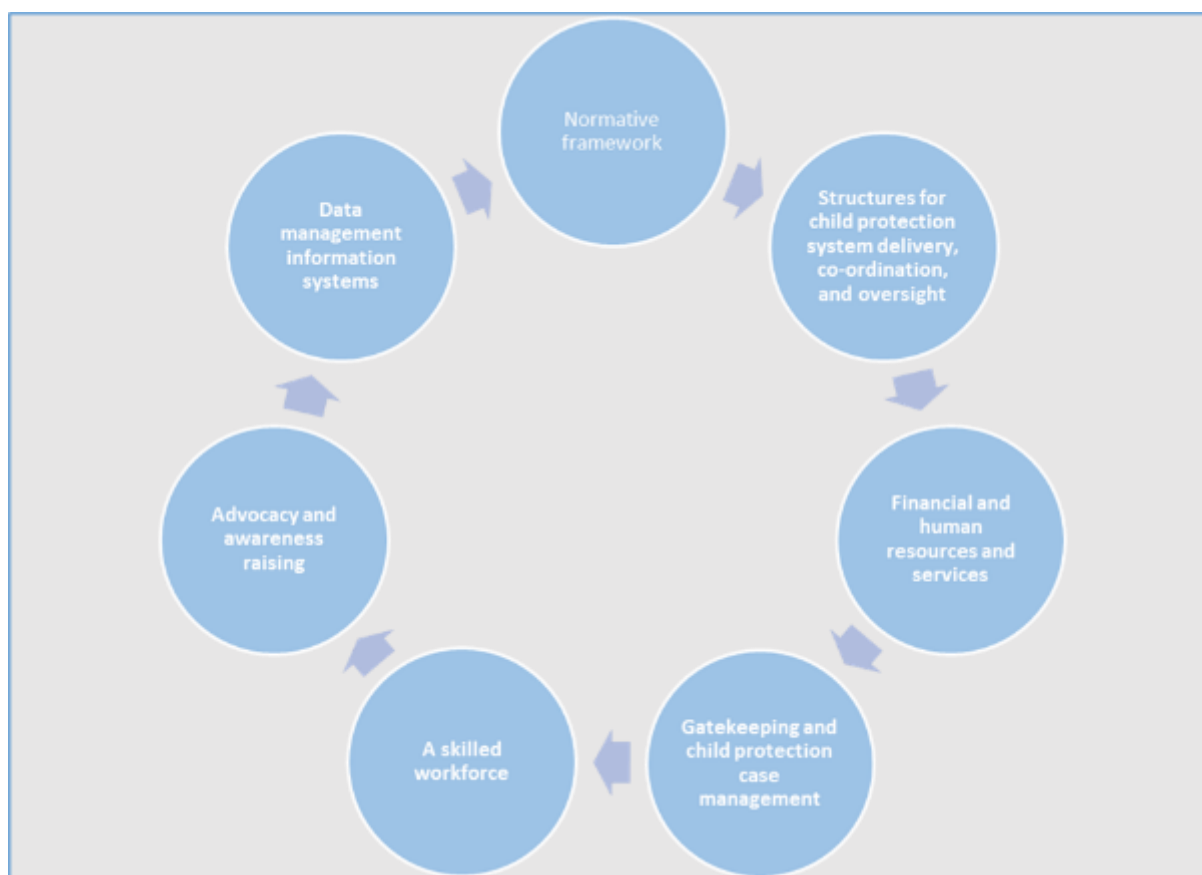 Normative
framework
Structures for
child protection
system delivery,
co-ordination,
and oversight
Financial and
human
resources and
services
Gatekeeping and
child protection
case
management
A skilled
workforce
Advocacy and
awareness
raising
Data
management
information
systems